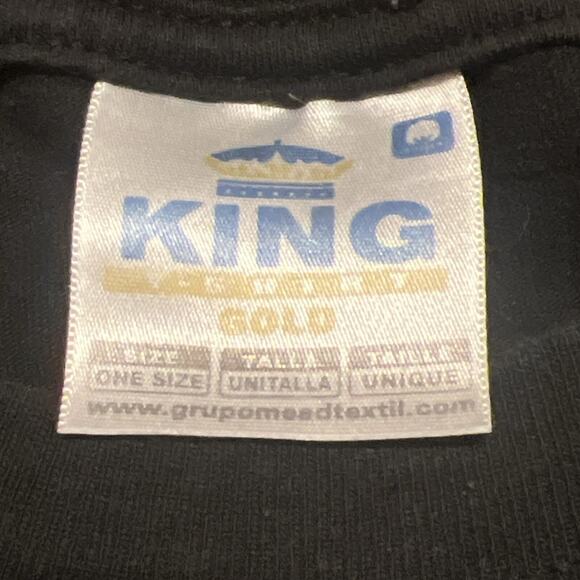 KING
GOLD
SIZE TALLA TAILLE
ONE SIZE UNITALLA UNIQUE
www.grupomeadtextil.com